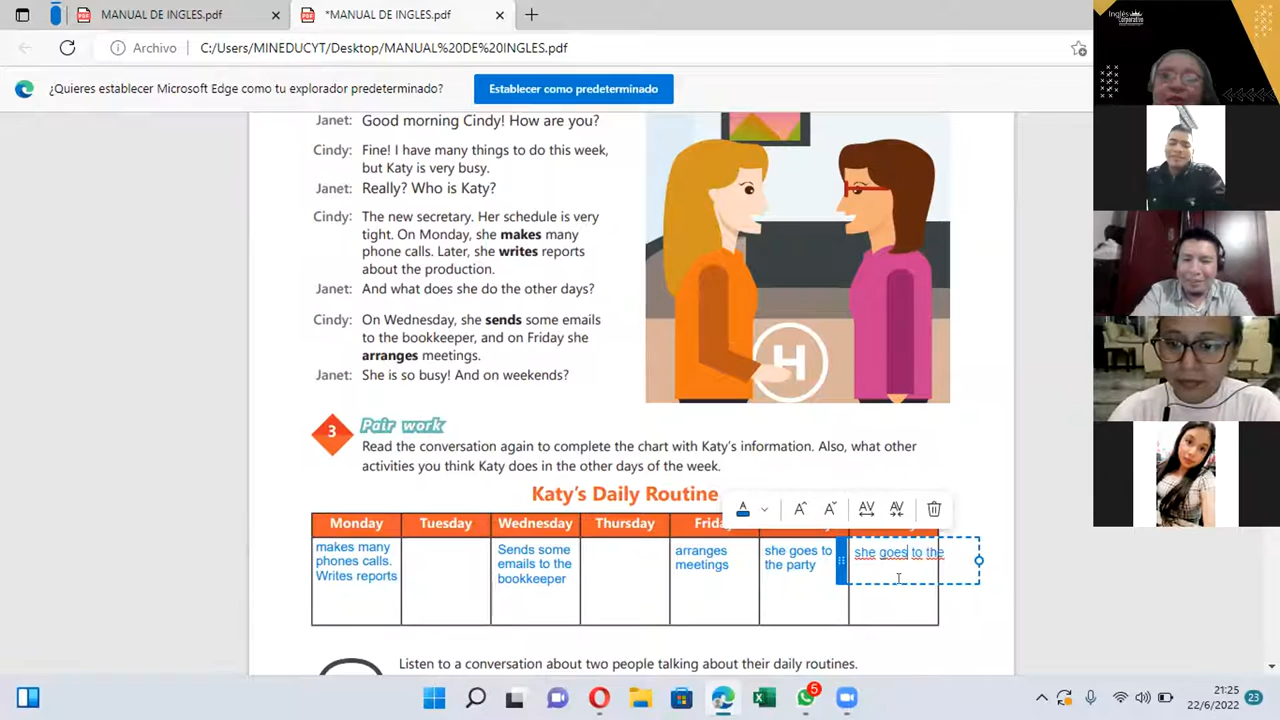 MANUAL DE INGLES.pdf
*MANUAL DE INGLES.pdf
Inglés
Corporativo
Archivo
C:/Users/MINEDUCYT/Desktop/MANUAL%20DE%20INGLES.pdf
¿Quieres establecer Microsoft Edge como tu explorador predeterminado?
Establecer como predeterminado
Janet: Good morning Cindy! How are you?
Cindy: Fine! I have many things to do this week,
but Katy is very busy.
Janet: Really? Who is Katy?
Cindy: The new secretary. Her schedule is very
tight. On Monday, she makes many
phone calls. Later, she writes reports
about the production.
Janet: And what does she do the other days?
Cindy: On Wednesday, she sends some emails
to the bookkeeper, and on Friday she
arranges meetings.
Janet: She is so busy! And on weekends?
H
3
Pair work
Read the conversation again to complete the chart with Katy's information. Also, what other
activities you think Katy does in the other days of the week.
Katy's Daily Routine
Monday Tuesday Wednesday Thursday
makes many
phones calls.
Writes reports
Sends some
emails to the
bookkeeper
arranges
meetings
she goes to
the party
she goes to the
Listen to a conversation about two people talking about their daily routines.
5
21:25
22/6/2022
23